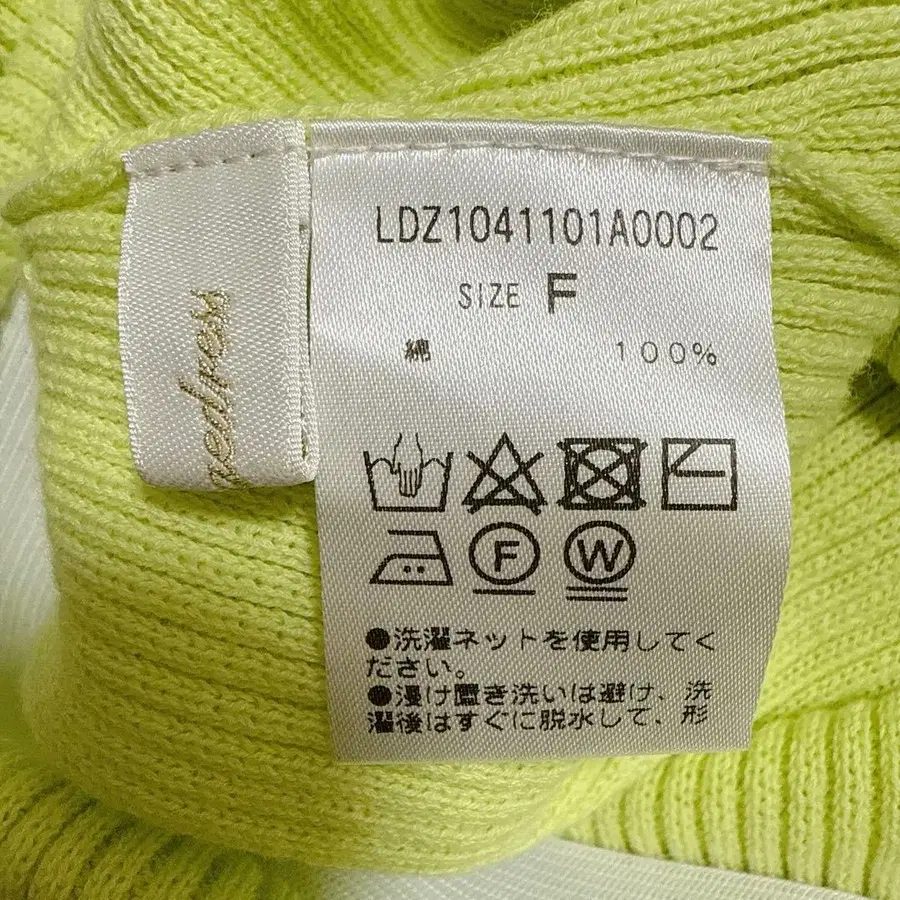 LDZ1041101A0002
SIZE F
綿 100%
F W
●洗濯ネットを使用してく
ださい。
●浸け置き洗いは避け、洗
濯後はすぐに脱水して、形